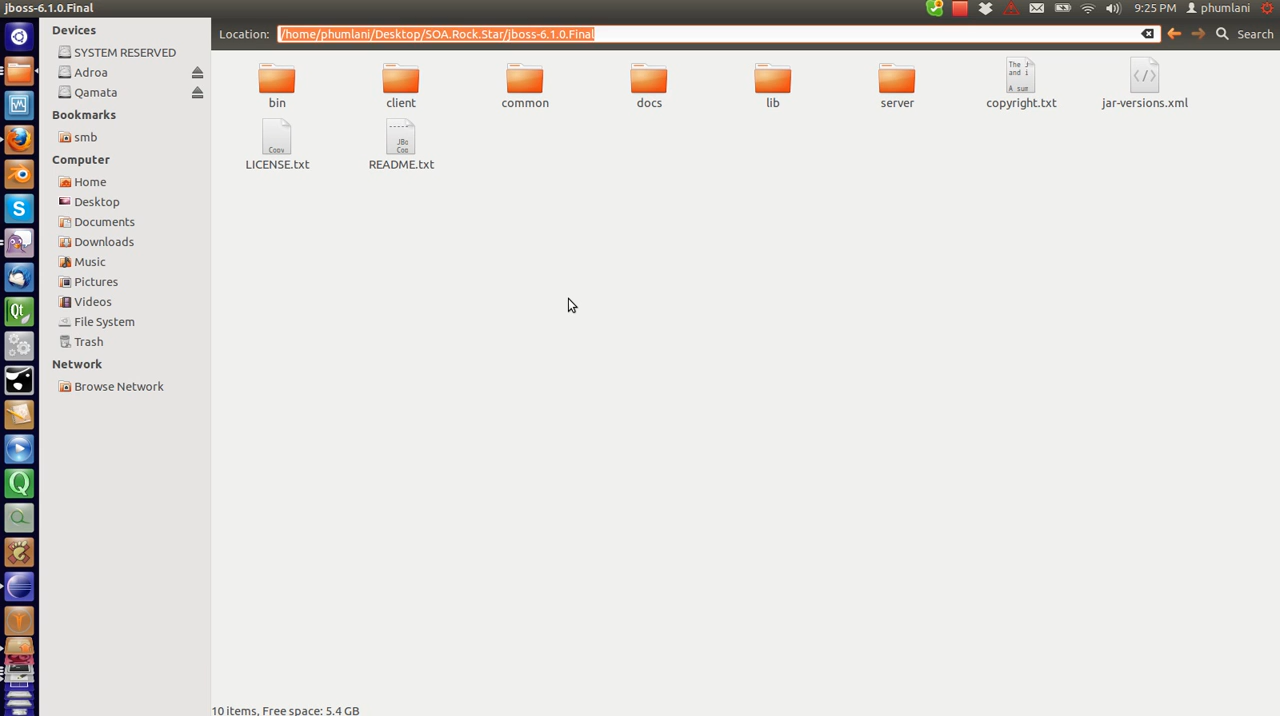 jboss-6.1.0.Final
9:25 PM phumlani
Devices
SYSTEM RESERVED
Adroa
Qamata
Bookmarks
smb
Computer
Home
Desktop
Documents
Downloads
Music
Pictures
Videos
File System
Trash
Network
Browse Network
Location: /home/phumlani/Desktop/SOA.Rock.Star/jboss-6.1.0.Final Search
bin client common docs lib server copyright.txt jar-versions.xml
LICENSE.txt README.txt
10 items, Free space: 5.4 GB